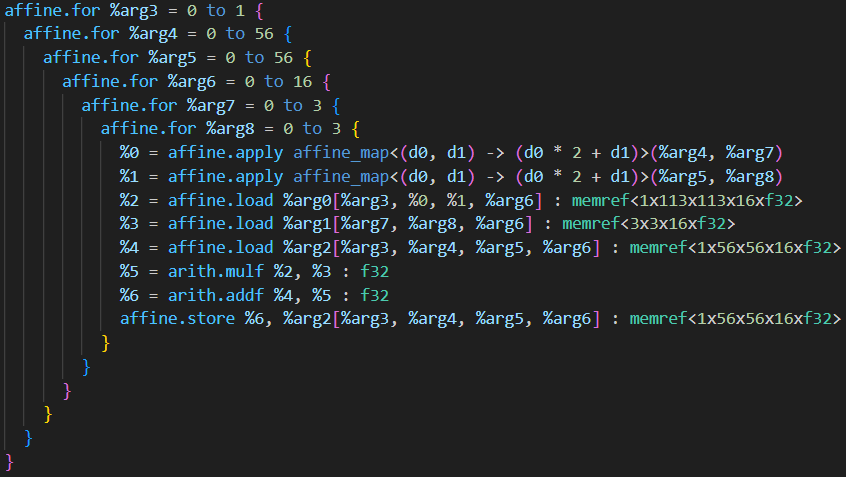 affine.for %arg3 = 0 to 1 {
affine.for %arg4 = 0 to 56 {
affine.for %arg5 = 0 to 56 {
affine.for %arg6 = 0 to 16 {
affine.for %arg7 = 0 to 3 {
affine.for %arg8 = 0 to 3 {
%0 = affine.apply affine_map<(d0, d1) -> (d0 * 2 + d1)>(%arg4, %arg7)
%1 = affine.apply affine_map<(d0, d1) -> (d0 * 2 + d1)>(%arg5, %arg8)
%2 = affine.load %arg0[%arg3, %0, %1, %arg6] : memref<1x113x113x16xf32>
%3 = affine.load %arg1[%arg7, %arg8, %arg6] : memref<3x3x16xf32>
%4 = affine.load %arg2[%arg3, %arg4, %arg5, %arg6] : memref<1x56x56x16xf32>
%5 = arith.mulf %2, %3 : f32
%6 = arith.addf %4, %5 : f32
affine.store %6, %arg2[%arg3, %arg4, %arg5, %arg6] : memref<1x56x56x16xf32>
}
}
}
}
}
}